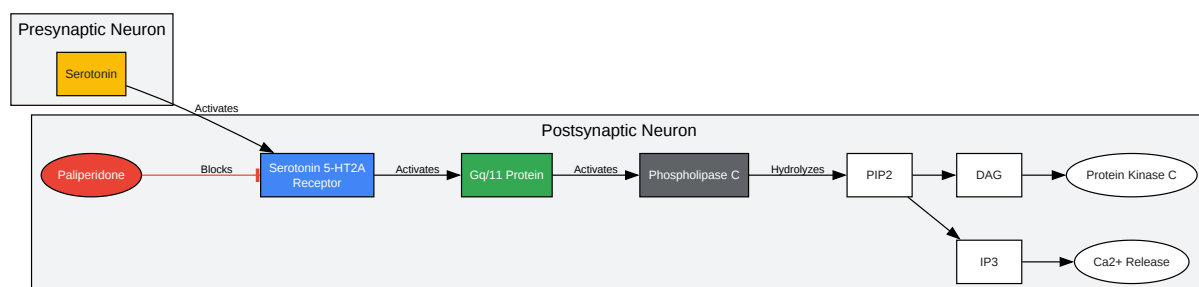 Presynaptic Neuron
Serotonin
Activates
Postsynaptic Neuron
Paliperidone
Blocks
Serotonin 5-HT2A
Receptor
Activates
Gq/11 Protein
Activates
Phospholipase C
Hydrolyzes
PIP2
DAG
Protein Kinase C
IP3
Ca2+ Release